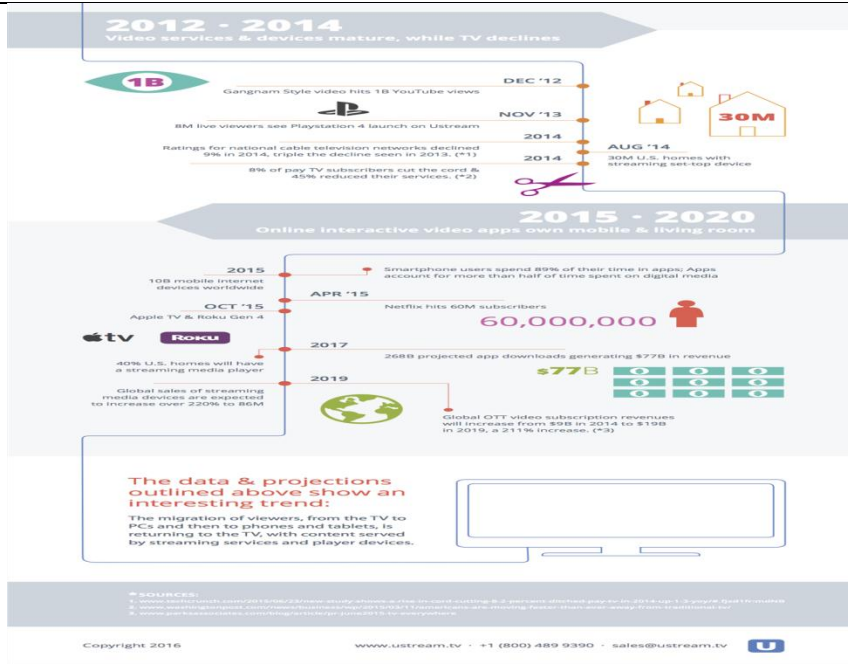 2012 - 2014
Video services & devices mature, while TV declines
1B
DEC '12
Gangnam Style video hits 1B YouTube views
NOV '13
8M live viewers see Playstation 4 launch on Ustream
30M
2014
Ratings for national cable television networks declined
9% in 2014, triple the decline seen in 2013. (*1)
AUG '14
30M U.S. homes with
streaming set-top device
2014
8% of pay TV subscribers cut the cord &
45% reduced their services. (*2)
2015 - 2020
Online interactive video apps own mobile & living room
2015
10B mobile internet
devices worldwide
Smartphone users spend 89% of their time in apps; Apps
account for more than half of time spent on digital media
APR '15
Netflix hits 60M subscribers
60,000,000
OCT '15
Apple TV & Roku Gen 4
tv
ROKU
2017
40% U.S. homes will have
a streaming media player
268B projected app downloads generating $77B in revenue
$77B
2019
Global sales of streaming
media devices are expected
to increase over 220% to 86M
Global OTT video subscription revenues
will increase from $9B in 2014 to $19B
in 2019, a 211% increase. (*3)
The data & projections
outlined above show an
interesting trend:
The migration of viewers, from the TV to
PCs and then to phones and tablets, is
returning to the TV, with content served
by streaming services and player devices.
*SOURCES:
Copyright 2016
www.ustream.tv · +1 (800) 489 9390 · sales@ustream.tv
U